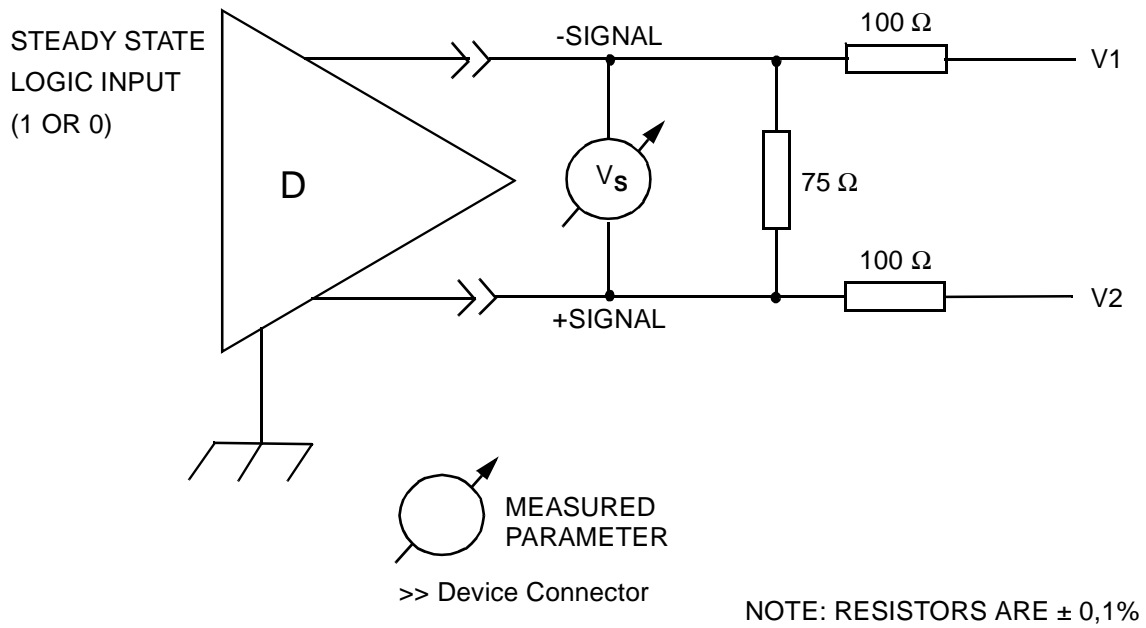 STEADY STATE
LOGIC INPUT
(1 OR 0)
D
-SIGNAL
100 Ω
V1
VS
75 Ω
100 Ω
+SIGNAL
V2
MEASURED
PARAMETER
>> Device Connector
NOTE: RESISTORS ARE ± 0,1%